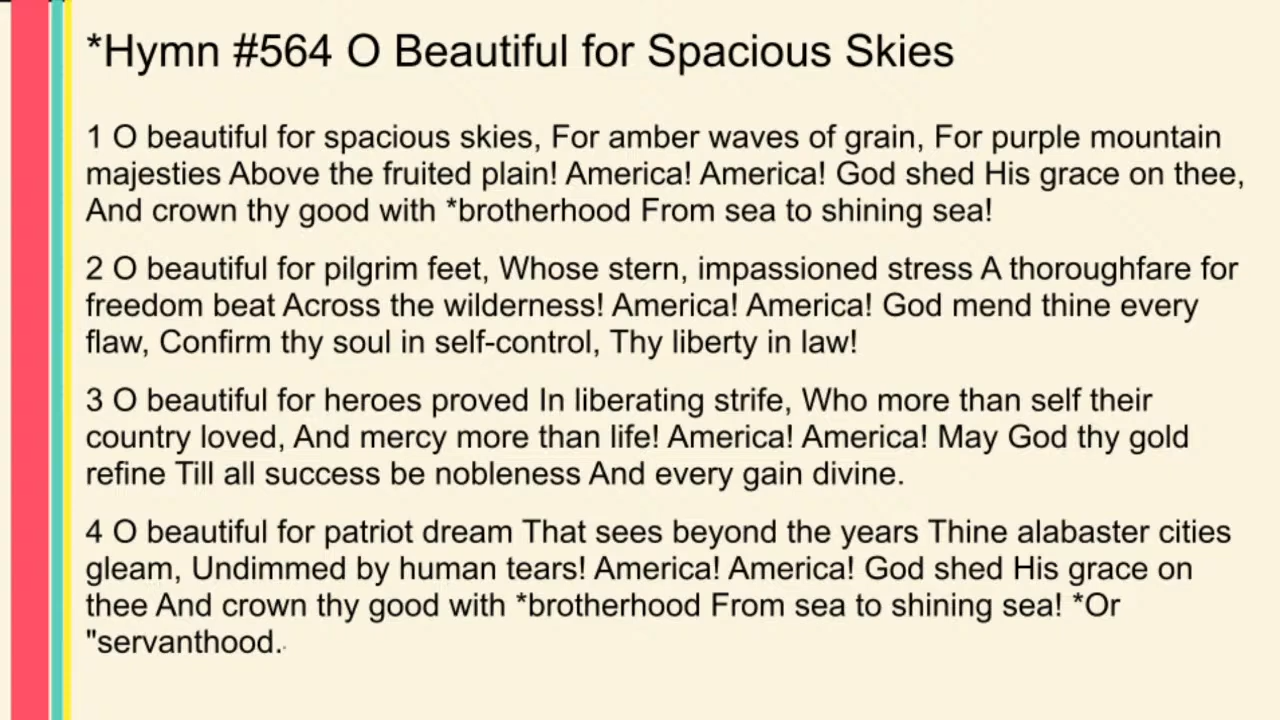 *Hymn #564 O Beautiful for Spacious Skies
1 O beautiful for spacious skies, For amber waves of grain, For purple mountain
majesties Above the fruited plain! America! America! God shed His grace on thee,
And crown thy good with *brotherhood From sea to shining sea!
2 O beautiful for pilgrim feet, Whose stern, impassioned stress A thoroughfare for
freedom beat Across the wilderness! America! America! God mend thine every
flaw, Confirm thy soul in self-control, Thy liberty in law!
3 O beautiful for heroes proved In liberating strife, Who more than self their
country loved, And mercy more than life! America! America! May God thy gold
refine Till all success be nobleness And every gain divine.
4 O beautiful for patriot dream That sees beyond the years Thine alabaster cities
gleam, Undimmed by human tears! America! America! God shed His grace on
thee And crown thy good with *brotherhood From sea to shining sea! *Or
"servanthood.